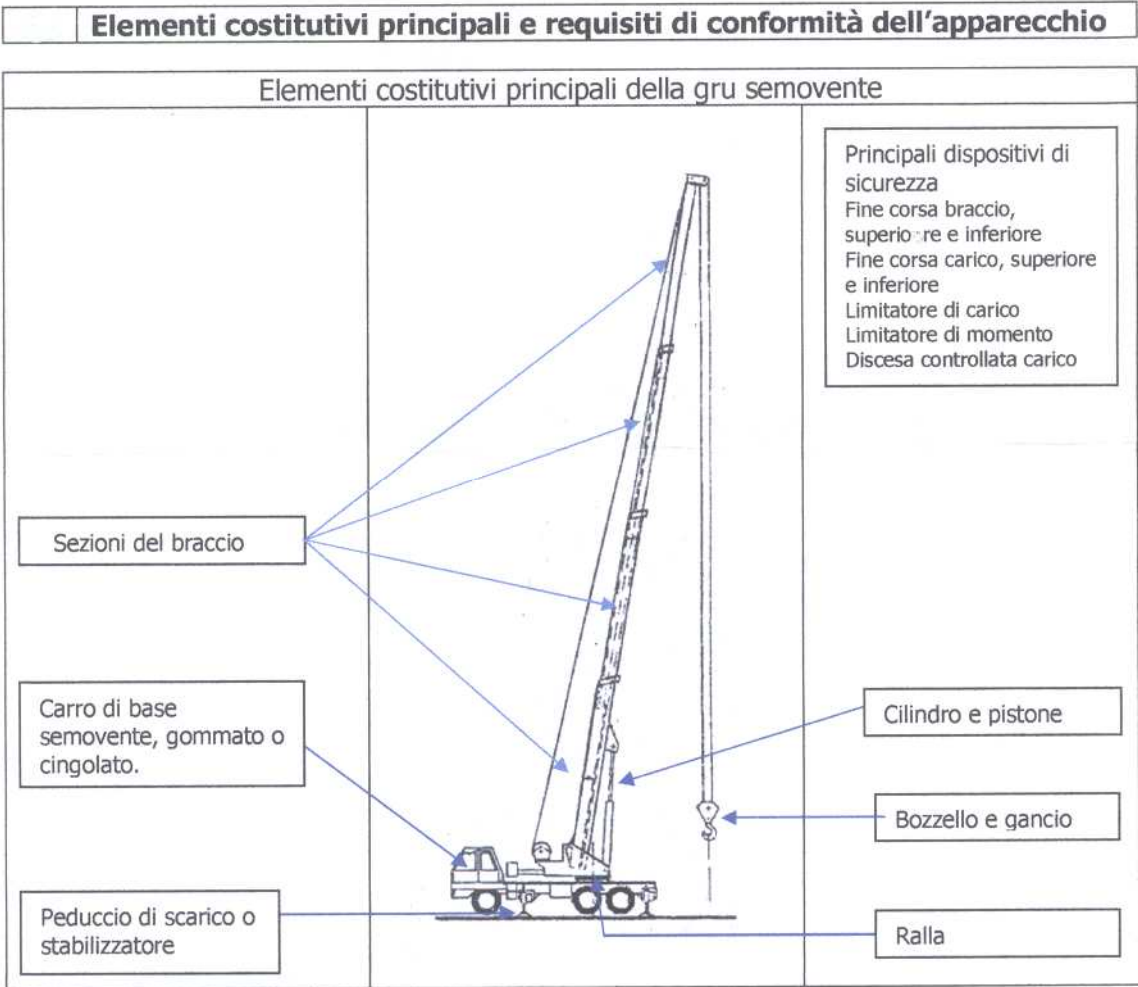 Elementi costitutivi principali e requisiti di conformità dell'apparecchio
Elementi costitutivi principali della gru semovente
Principali dispositivi di
sicurezza
Fine corsa braccio,
superio re e inferiore
Fine corsa carico, superiore
e inferiore
Limitatore di carico
Limitatore di momento
Discesa controllata carico
Sezioni del braccio
Carro di base
semovente, gommato o
cingolato.
Cilindro e pistone
Bozzello e gancio
Peduccio di scarico o
stabilizzatore
Ralla